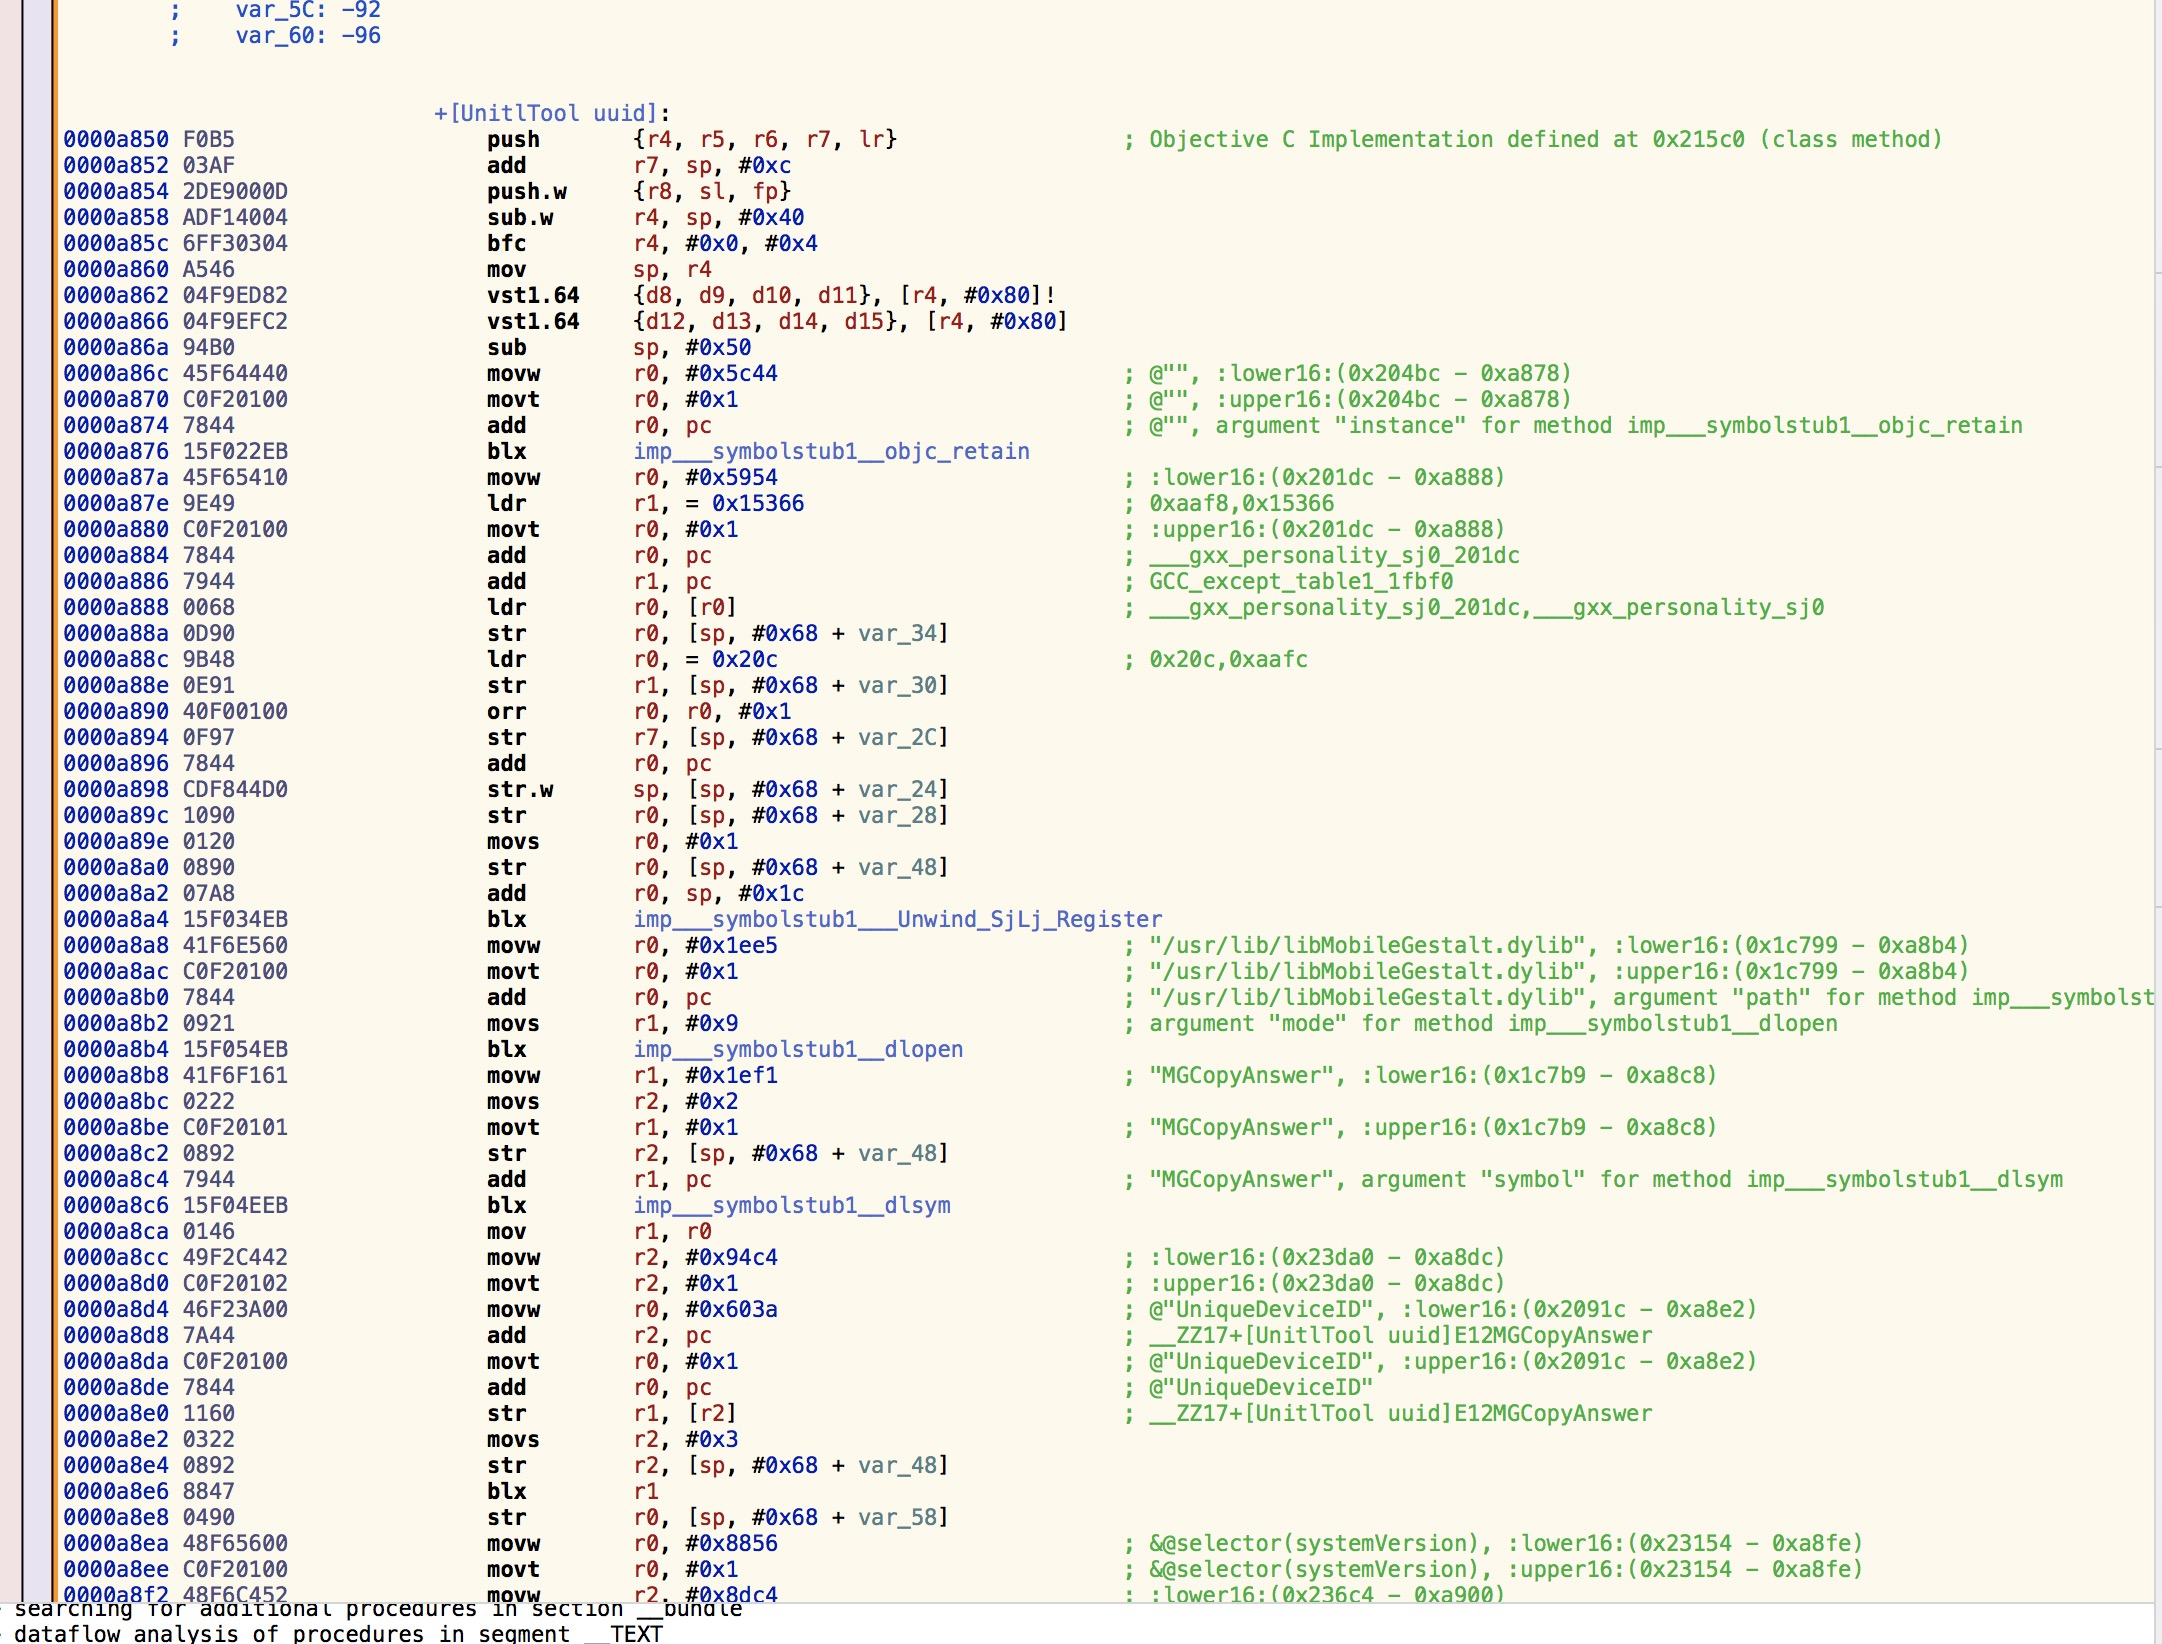 ; var_5C: -92
; var_60: -96
+[UnitlTool uuid]:
0000a850 F0B5 push {r4, r5, r6, r7, lr} ; Objective C Implementation defined at 0x215c0 (class method)
0000a852 03AF add r7, sp, #0xc
0000a854 2DE9000D push.w {r8, sl, fp}
0000a858 ADF14004 sub.w r4, sp, #0x40
0000a85c 6FF30304 bfc r4, #0x0, #0x4
0000a860 A546 mov sp, r4
0000a862 04F9ED82 vst1.64 {d8, d9, d10, d11}, [r4, #0x80]!
0000a866 04F9EFC2 vst1.64 {d12, d13, d14, d15}, [r4, #0x80]
0000a86a 94B0 sub sp, #0x50
0000a86c 45F64440 movw r0, #0x5c44 ; @"", :lower16:(0x204bc - 0xa878)
0000a870 C0F20100 movt r0, #0x1 ; @"", :upper16:(0x204bc - 0xa878)
0000a874 7844 add r0, pc ; @"", argument "instance" for method imp___symbolstub1__objc_retain
0000a876 15F022EB blx imp___symbolstub1__objc_retain
0000a87a 45F65410 movw r0, #0x5954 ; :lower16:(0x201dc - 0xa888)
0000a87e 9E49 ldr r1, = 0x15366 ; 0xaaf8,0x15366
0000a880 C0F20100 movt r0, #0x1 ; :upper16:(0x201dc - 0xa888)
0000a884 7844 add r0, pc ; ___gxx_personality_sj0_201dc
0000a886 7944 add r1, pc ; GCC_except_table1_1fbf0
0000a888 0068 ldr r0, [r0] ; ___gxx_personality_sj0_201dc,___gxx_personality_sj0
0000a88a 0D90 str r0, [sp, #0x68 + var_34]
0000a88c 9B48 ldr r0, = 0x20c ; 0x20c,0xaafc
0000a88e 0E91 str r1, [sp, #0x68 + var_30]
0000a890 40F00100 orr r0, r0, #0x1
0000a894 0F97 str r7, [sp, #0x68 + var_2C]
0000a896 7844 add r0, pc
0000a898 CDF844D0 str.w sp, [sp, #0x68 + var_24]
0000a89c 1090 str r0, [sp, #0x68 + var_28]
0000a89e 0120 movs r0, #0x1
0000a8a0 0890 str r0, [sp, #0x68 + var_48]
0000a8a2 07A8 add r0, sp, #0x1c
0000a8a4 15F034EB blx imp___symbolstub1___Unwind_SjLj_Register
0000a8a8 41F6E560 movw r0, #0x1ee5 ; "/usr/lib/libMobileGestalt.dylib", :lower16:(0x1c799 - 0xa8b4)
0000a8ac C0F20100 movt r0, #0x1 ; "/usr/lib/libMobileGestalt.dylib", :upper16:(0x1c799 - 0xa8b4)
0000a8b0 7844 add r0, pc ; "/usr/lib/libMobileGestalt.dylib", argument "path" for method imp___symbolst
0000a8b2 0921 movs r1, #0x9 ; argument "mode" for method imp___symbolstub1__dlopen
0000a8b4 15F054EB blx imp___symbolstub1__dlopen
0000a8b8 41F6F161 movw r1, #0x1ef1 ; "MGCopyAnswer", :lower16:(0x1c7b9 - 0xa8c8)
0000a8bc 0222 movs r2, #0x2
0000a8be C0F20101 movt r1, #0x1 ; "MGCopyAnswer", :upper16:(0x1c7b9 - 0xa8c8)
0000a8c2 0892 str r2, [sp, #0x68 + var_48]
0000a8c4 7944 add r1, pc ; "MGCopyAnswer", argument "symbol" for method imp___symbolstub1__dlsym
0000a8c6 15F04EEB blx imp___symbolstub1__dlsym
0000a8ca 0146 mov r1, r0
0000a8cc 49F2C442 movw r2, #0x94c4 ; :lower16:(0x23da0 - 0xa8dc)
0000a8d0 C0F20102 movt r2, #0x1 ; :upper16:(0x23da0 - 0xa8dc)
0000a8d4 46F23A00 movw r0, #0x603a ; @"UniqueDeviceID", :lower16:(0x2091c - 0xa8e2)
0000a8d8 7A44 add r2, pc ; __ZZ17+[UnitlTool uuid]E12MGCopyAnswer
0000a8da C0F20100 movt r0, #0x1 ; @"UniqueDeviceID", :upper16:(0x2091c - 0xa8e2)
0000a8de 7844 add r0, pc ; @"UniqueDeviceID"
0000a8e0 1160 str r1, [r2] ; __ZZ17+[UnitlTool uuid]E12MGCopyAnswer
0000a8e2 0322 movs r2, #0x3
0000a8e4 0892 str r2, [sp, #0x68 + var_48]
0000a8e6 8847 blx r1
0000a8e8 0490 str r0, [sp, #0x68 + var_58]
0000a8ea 48F65600 movw r0, #0x8856 ; &@selector(systemVersion), :lower16:(0x23154 - 0xa8fe)
0000a8ee C0F20100 movt r0, #0x1 ; &@selector(systemVersion), :upper16:(0x23154 - 0xa8fe)
0000a8f2 48F6C452 movw r2, #0x8dc4 ; :lower16:(0x236c4 - 0xa900)
searching for additional procedures in section __bundle
dataflow analysis of procedures in segment __TEXT